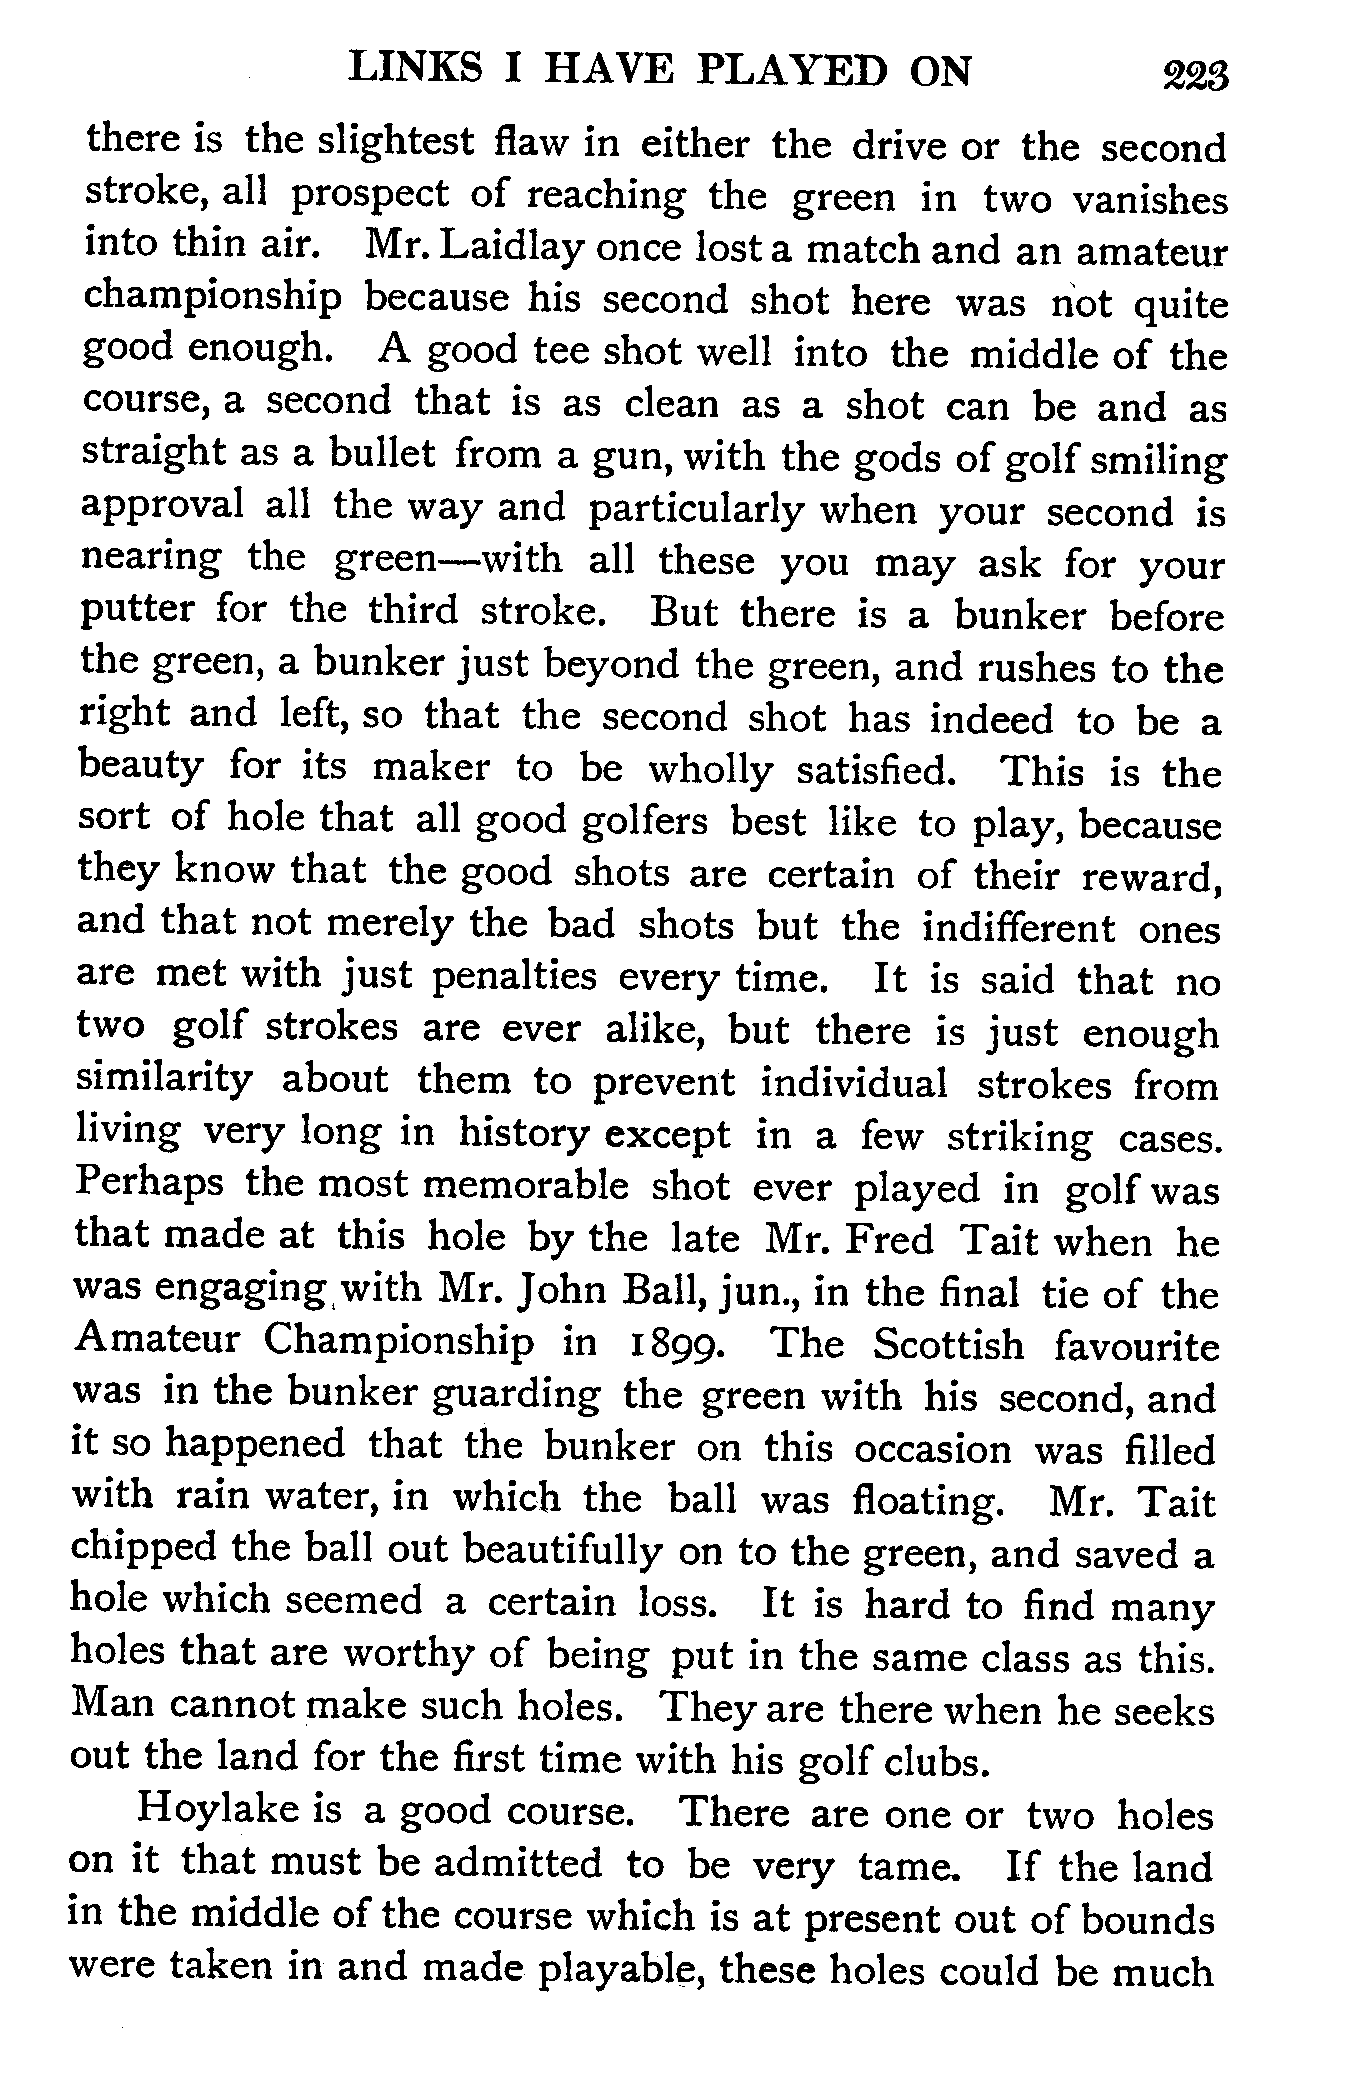 LINKS I HAVE PLAYED ON 223
there is the slightest flaw in either the drive or the second
stroke, all prospect of reaching the green in two vanishes
into thin air. Mr. Laidlay once lost a match and an amateur
championship because his second shot here was not quite
good enough. A good tee shot well into the middle of the
course, a second that is as clean as a shot can be and as
straight as a bullet from a gun, with the gods of golf smiling
approval all the way and particularly when your second is
nearing the green—with all these you may ask for your
putter for the third stroke. But there is a bunker before
the green, a bunker just beyond the green, and rushes to the
right and left, so that the second shot has indeed to be a
beauty for its maker to be wholly satisfied. This is the
sort of hole that all good golfers best like to play, because
they know that the good shots are certain of their reward,
and that not merely the bad shots but the indifferent ones
are met with just penalties every time. It is said that no
two golf strokes are ever alike, but there is just enough
similarity about them to prevent individual strokes from
living very long in history except in a few striking cases.
Perhaps the most memorable shot ever played in golf was
that made at this hole by the late Mr. Fred Tait when he
was engaging with Mr. John Ball, jun., in the final tie of the
Amateur Championship in 1899. The Scottish favourite
was in the bunker guarding the green with his second, and
it so happened that the bunker on this occasion was filled
with rain water, in which the ball was floating. Mr. Tait
chipped the ball out beautifully on to the green, and saved a
hole which seemed a certain loss. It is hard to find many
holes that are worthy of being put in the same class as this.
Man cannot make such holes. They are there when he seeks
out the land for the first time with his golf clubs.
Hoylake is a good course. There are one or two holes
on it that must be admitted to be very tame. If the land
in the middle of the course which is at present out of bounds
were taken in and made playable, these holes could be much